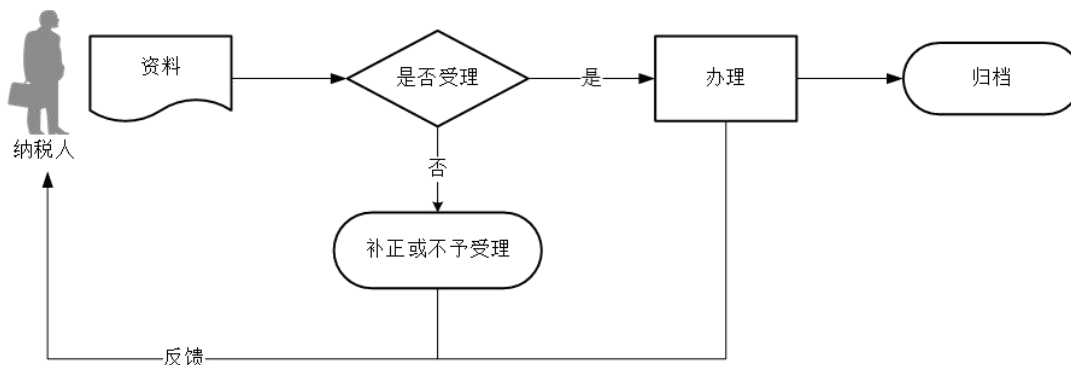 资料
是否受理
是
办理
归档
纳税人
否
补正或不予受理
反馈